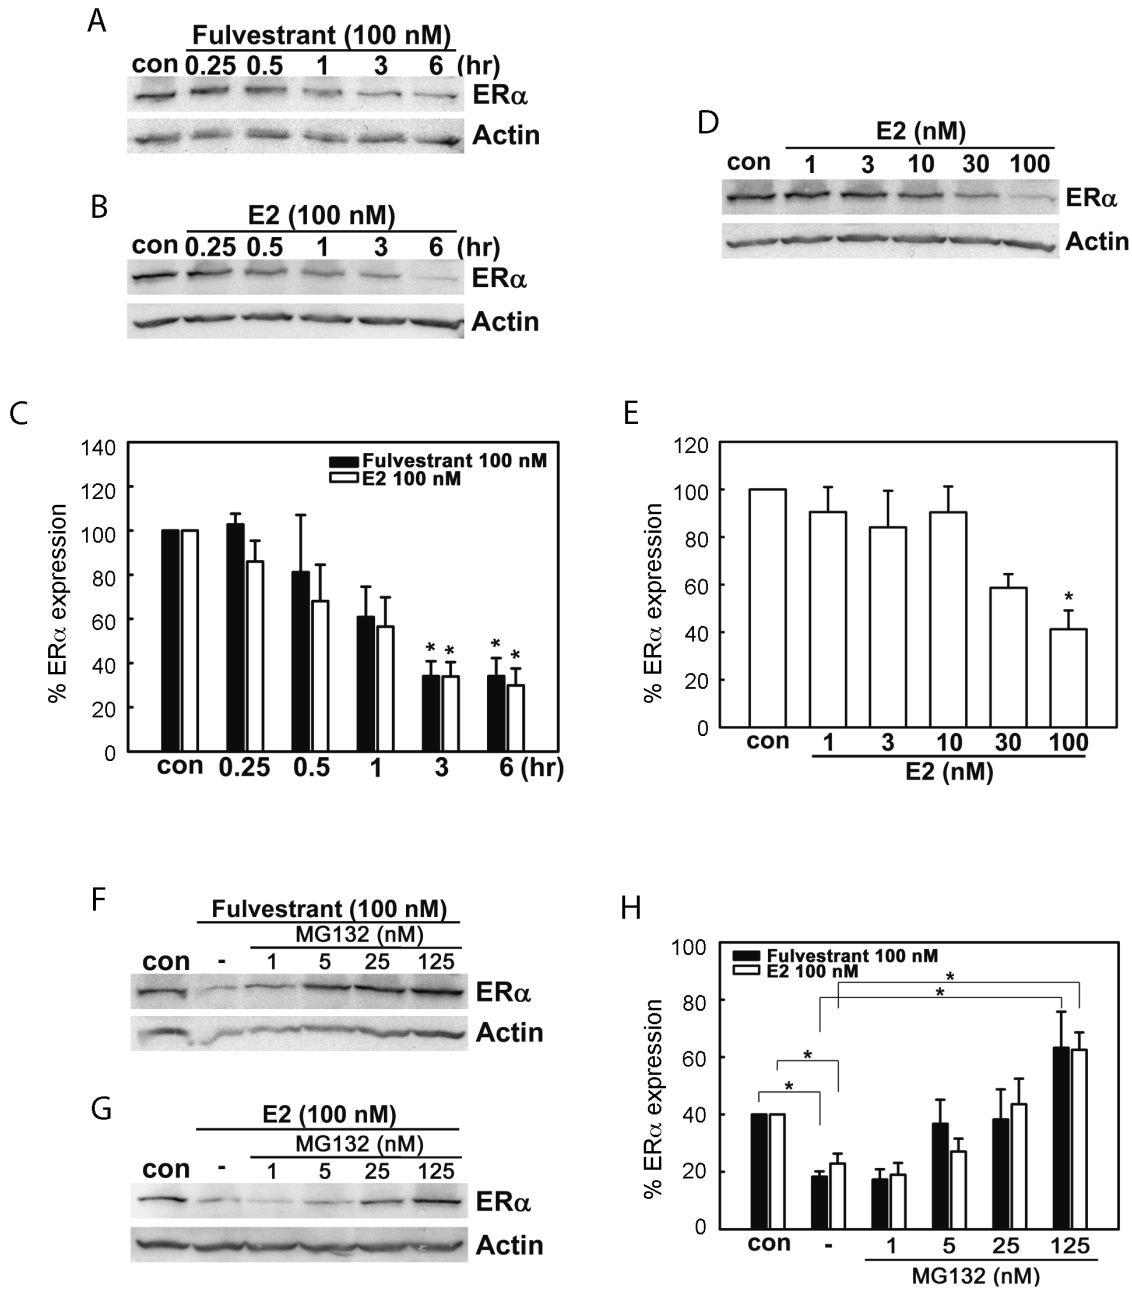 A
Fulvestrant (100 nM)
con 0.25 0.5 1 3 6 (hr)
ERα
Actin
B
E2 (100 nM)
con 0.25 0.5 1 3 6 (hr)
ERα
Actin
D
E2 (nM)
con 1 3 10 30 100
ERα
Actin
C
140
120
100
80
60
40
20
0
% ERα expression
Fulvestrant 100 nM
E2 100 nM
* * * *
con 0.25 0.5 1 3 6 (hr)
E
120
100
80
60
40
20
0
% ERα expression
*
con 1 3 10 30 100
E2 (nM)
F
Fulvestrant (100 nM)
MG132 (nM)
con - 1 5 25 125
ERα
Actin
G
E2 (100 nM)
MG132 (nM)
con - 1 5 25 125
ERα
Actin
H
100
80
60
40
20
0
% ERα expression
Fulvestrant 100 nM
E2 100 nM
*
*
*
*
con - 1 5 25 125
MG132 (nM)